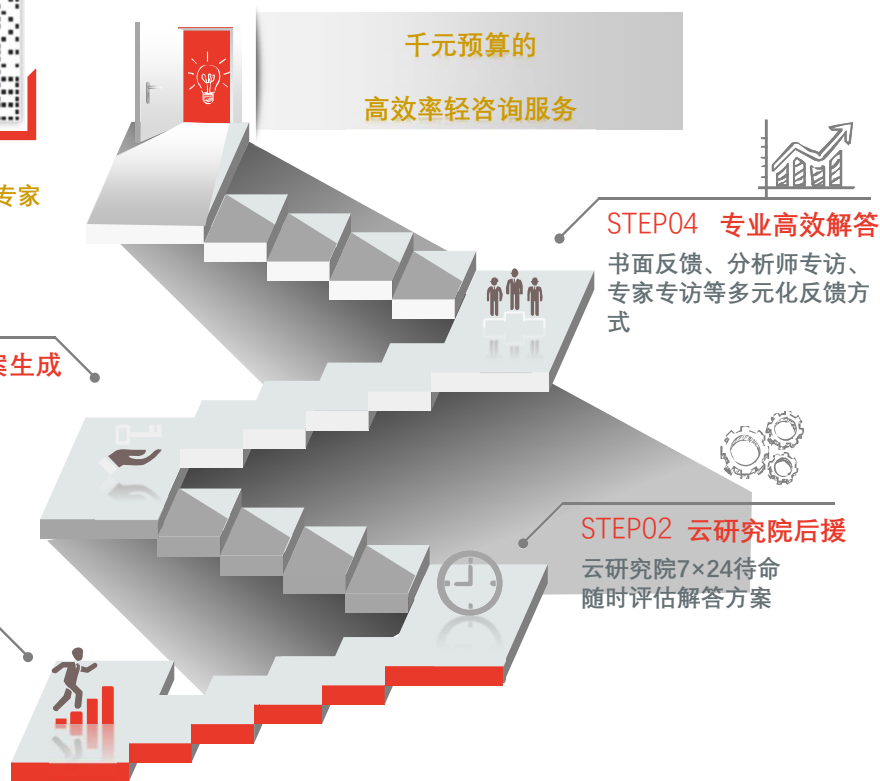 千元预算的
高效率轻咨询服务
专家
STEP04 专业高效解答
书面反馈、分析师专访、
专家专访等多元化反馈方
式
案生成
STEP02 云研究院后援
云研究院7×24待命
随时评估解答方案